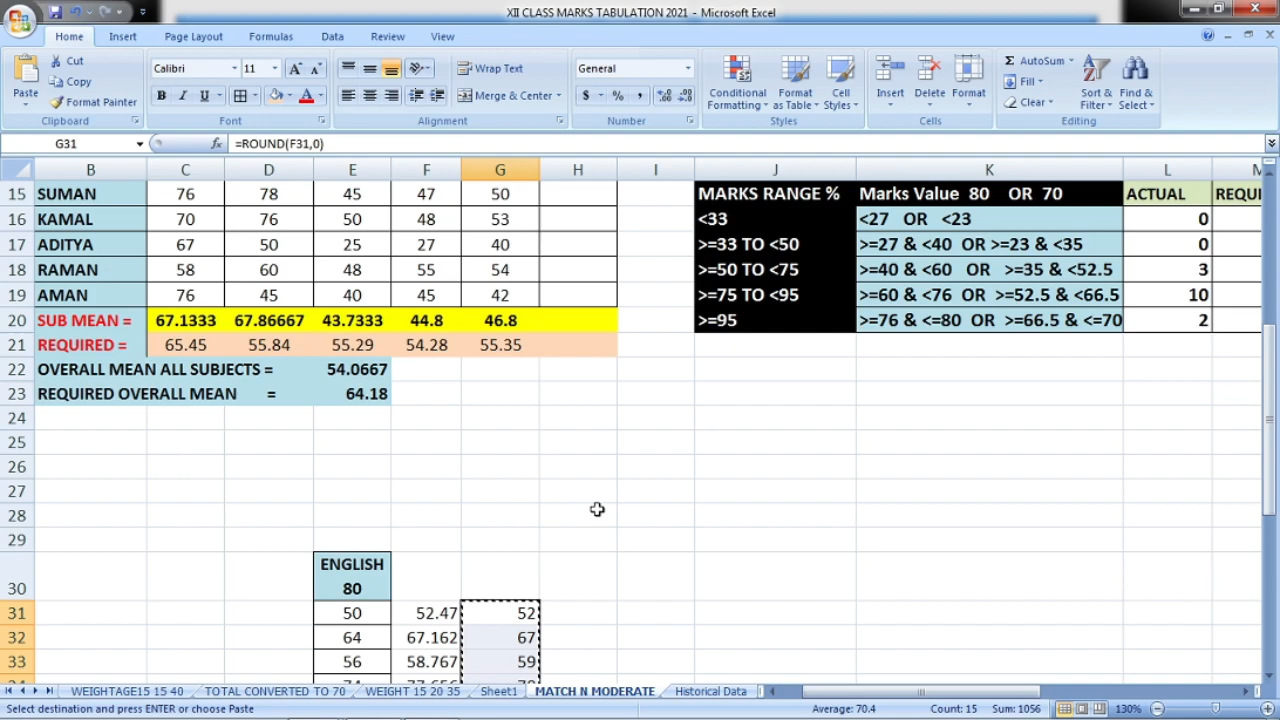 XII CLASS MARKS TABULATION 2021 - Microsoft Excel
Home Insert Page Layout Formulas Data Review View
Paste Cut Copy Format Painter Clipboard
Calibri 11 B I U Font
Wrap Text Merge & Center Alignment
General $ % , Number
Conditional Formatting Format as Table Cell Styles Styles
Insert Delete Format Cells
AutoSum Fill Clear Sort & Filter Find & Select Editing
G31 fx =ROUND(F31,0)
B C D E F G H I J K L M
15 SUMAN 76 78 45 47 50 MARKS RANGE % Marks Value 80 OR 70 ACTUAL REQUI
16 KAMAL 70 76 50 48 53 <33 <27 OR <23 0
17 ADITYA 67 50 25 27 40 >=33 TO <50 >=27 & <40 OR >=23 & <35 0
18 RAMAN 58 60 48 55 54 >=50 TO <75 >=40 & <60 OR >=35 & <52.5 3
19 AMAN 76 45 40 45 42 >=75 TO <95 >=60 & <76 OR >=52.5 & <66.5 10
20 SUB MEAN = 67.1333 67.86667 43.7333 44.8 46.8 >=95 >=76 & <=80 OR >=66.5 & <=70 2
21 REQUIRED = 65.45 55.84 55.29 54.28 55.35
22 OVERALL MEAN ALL SUBJECTS = 54.0667
23 REQUIRED OVERALL MEAN = 64.18
24
25
26
27
28
29
30 ENGLISH 80
31 50 52.47 52
32 64 67.162 67
33 56 58.767 59
WEIGHTAGE15 15 40 TOTAL CONVERTED TO 70 WEIGHT 15 20 35 Sheet1 MATCH N MODERATE Historical Data
Select destination and press ENTER or choose Paste Average: 70.4 Count: 15 Sum: 1056 130%